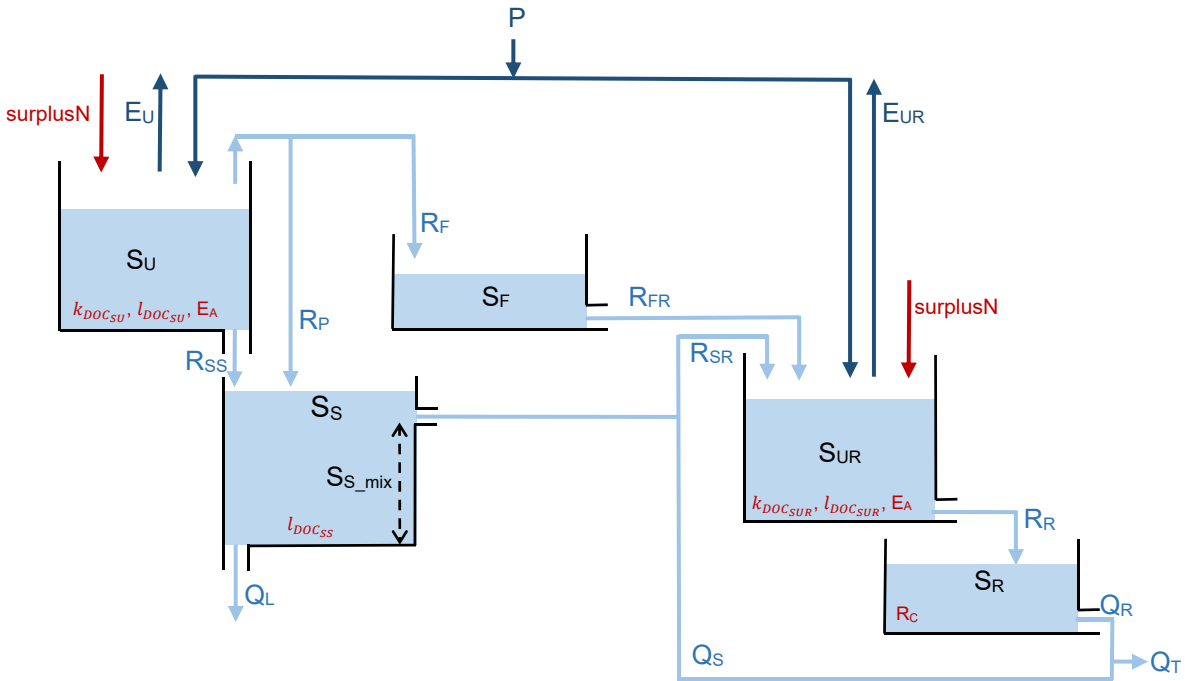 P
surplusN
EU
EUR
RF
SU
kDOCSU, lDOCSU, EA
SF
RFR
surplusN
RP
RSS
RSR
SS
SS_mix
lDOCSS
SUR
kDOCSUR, lDOCSUR, EA
RR
SR
RC
QR
QL
QS
QT